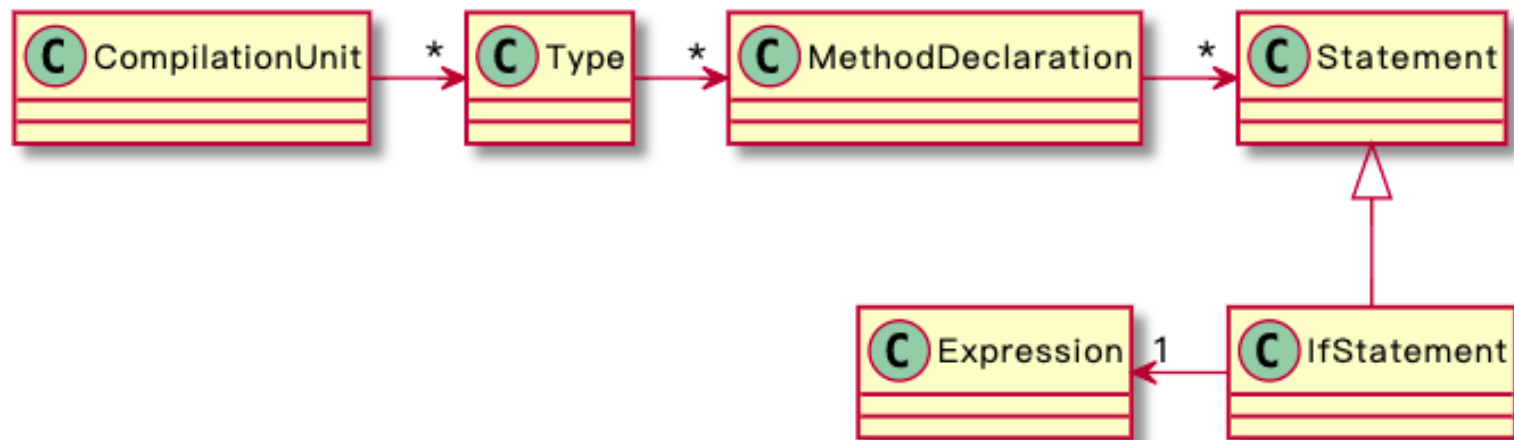 C CompilationUnit * C Type * C MethodDeclaration * C Statement
C Expression 1 C IfStatement